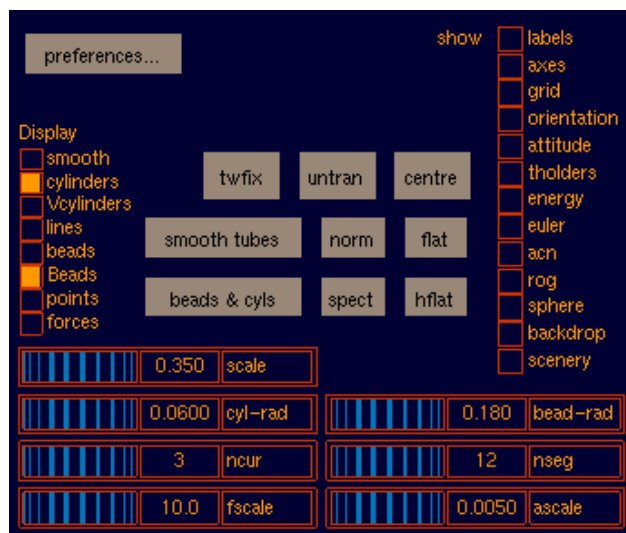 preferences...
show
labels
axes
grid
orientation
attitude
tholders
energy
euler
acn
rog
sphere
backdrop
scenery
Display
smooth
cylinders
Vcylinders
lines
beads
Beads
points
forces
twfix untran centre
smooth tubes norm flat
beads & cyls spect hflat
0.350 scale
0.0600 cyl-rad 0.180 bead-rad
3 ncur 12 nseg
10.0 fscale 0.0050 ascale